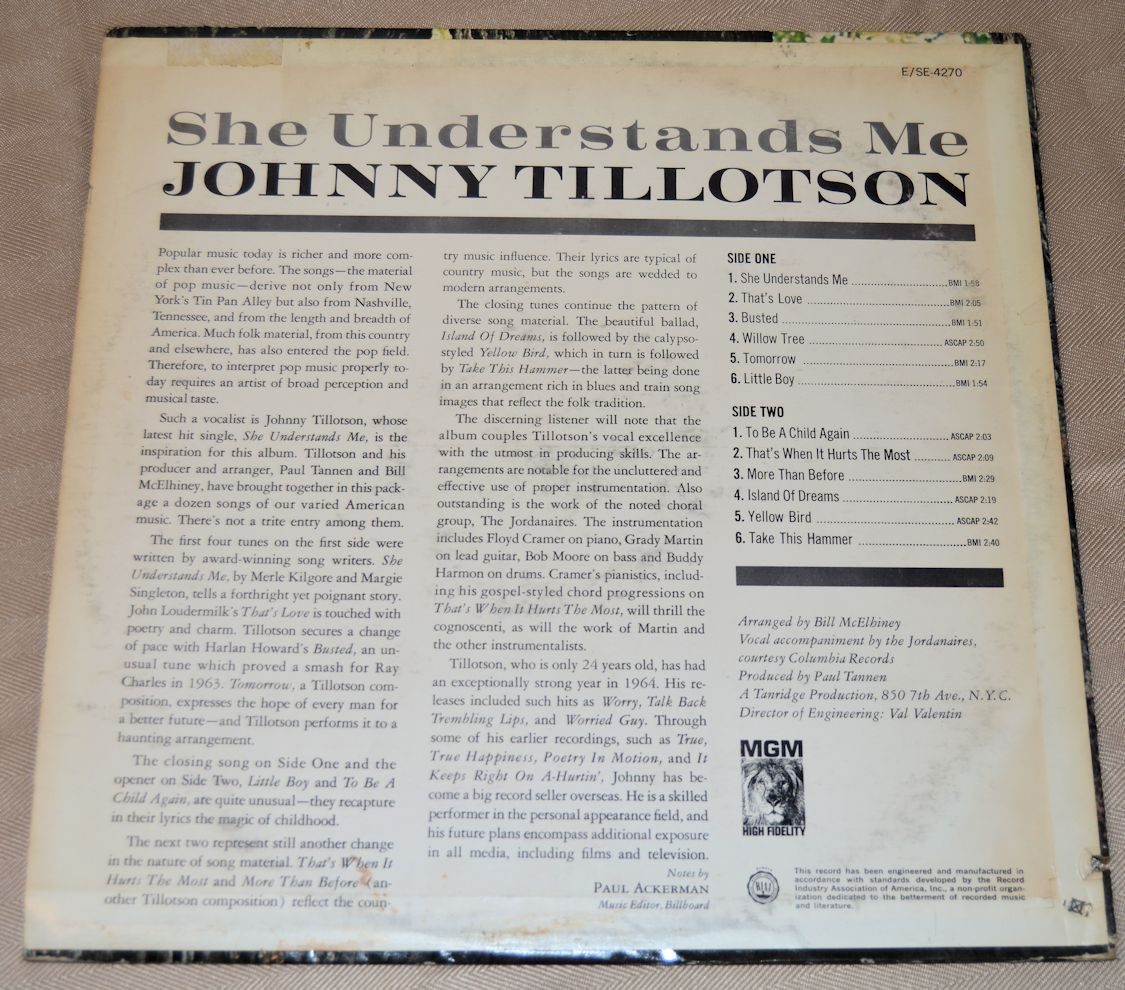 E/SE-4270
She Understands Me
JOHNNY TILLOTSON
Popular music today is richer and more com-
plex than ever before. The songs—the material
of pop music—derive not only from New
York's Tin Pan Alley but also from Nashville,
Tennessee, and from the length and breadth of
America. Much folk material, from this country
and elsewhere, has also entered the pop field.
Therefore, to interpret pop music properly to-
day requires an artist of broad perception and
musical taste.
Such a vocalist is Johnny Tillotson, whose
latest hit single, She Understands Me, is the
inspiration for this album. Tillotson and his
producer and arranger, Paul Tannen and Bill
McElhiney, have brought together in this pack-
age a dozen songs of our varied American
music. There's not a trite entry among them.
The first four tunes on the first side were
written by award-winning song writers. She
Understands Me, by Merle Kilgore and Margie
Singleton, tells a forthright yet poignant story.
John Loudermilk's That's Love is touched with
poetry and charm. Tillotson secures a change
of pace with Harlan Howard's Busted, an un-
usual tune which proved a smash for Ray
Charles in 1963. Tomorrow, a Tillotson com-
position, expresses the hope of every man for
a better future—and Tillotson performs it to a
haunting arrangement.
The closing song on Side One and the
opener on Side Two, Little Boy and To Be A
Child Again, are quite unusual—they recapture
in their lyrics the magic of childhood.
The next two represent still another change
in the nature of song material. That's When It
Hurts The Most and More Than Before (an-
other Tillotson composition) reflect the coun-
try music influence. Their lyrics are typical of
country music, but the songs are wedded to
modern arrangements.
The closing tunes continue the pattern of
diverse song material. The beautiful ballad,
Island Of Dreams, is followed by the calypso-
styled Yellow Bird, which in turn is followed
by Take This Hammer—the latter being done
in an arrangement rich in blues and train song
images that reflect the folk tradition.
The discerning listener will note that the
album couples Tillotson's vocal excellence
with the utmost in producing skills. The ar-
rangements are notable for the uncluttered and
effective use of proper instrumentation. Also
outstanding is the work of the noted choral
group, The Jordanaires. The instrumentation
includes Floyd Cramer on piano, Grady Martin
on lead guitar, Bob Moore on bass and Buddy
Harmon on drums. Cramer's pianistics, includ-
ing his gospel-styled chord progressions on
That's When It Hurts The Most, will thrill the
cognoscenti, as will the work of Martin and
the other instrumentalists.
Tillotson, who is only 24 years old, has had
an exceptionally strong year in 1964. His re-
leases included such hits as Worry, Talk Back
Trembling Lips, and Worried Guy. Through
some of his earlier recordings, such as True,
True Happiness, Poetry In Motion, and It
Keeps Right On A-Hurtin', Johnny has be-
come a big record seller overseas. He is a skilled
performer in the personal appearance field, and
his future plans encompass additional exposure
in all media, including films and television.
Notes by
PAUL ACKERMAN
Music Editor, Billboard
SIDE ONE
1. She Understands Me ..................... BMI 1:58
2. That's Love ..................... BMI 2:05
3. Busted ..................... BMI 1:51
4. Willow Tree ..................... ASCAP 2:50
5. Tomorrow ..................... BMI 2:17
6. Little Boy ..................... BMI 1:54
SIDE TWO
1. To Be A Child Again ..................... ASCAP 2:03
2. That's When It Hurts The Most .......... ASCAP 2:09
3. More Than Before ..................... BMI 2:29
4. Island Of Dreams ..................... ASCAP 2:19
5. Yellow Bird ..................... ASCAP 2:42
6. Take This Hammer ..................... BMI 2:40
Arranged by Bill McElhiney
Vocal accompaniment by the Jordanaires,
courtesy Columbia Records
Produced by Paul Tannen
A Tanridge Production, 850 7th Ave., N.Y.C.
Director of Engineering: Val Valentin
MGM
HIGH FIDELITY
RIAA
This record has been engineered and manufactured in
accordance with standards developed by the Record
Industry Association of America, Inc., a non-profit organ-
ization dedicated to the betterment of recorded music
and literature.